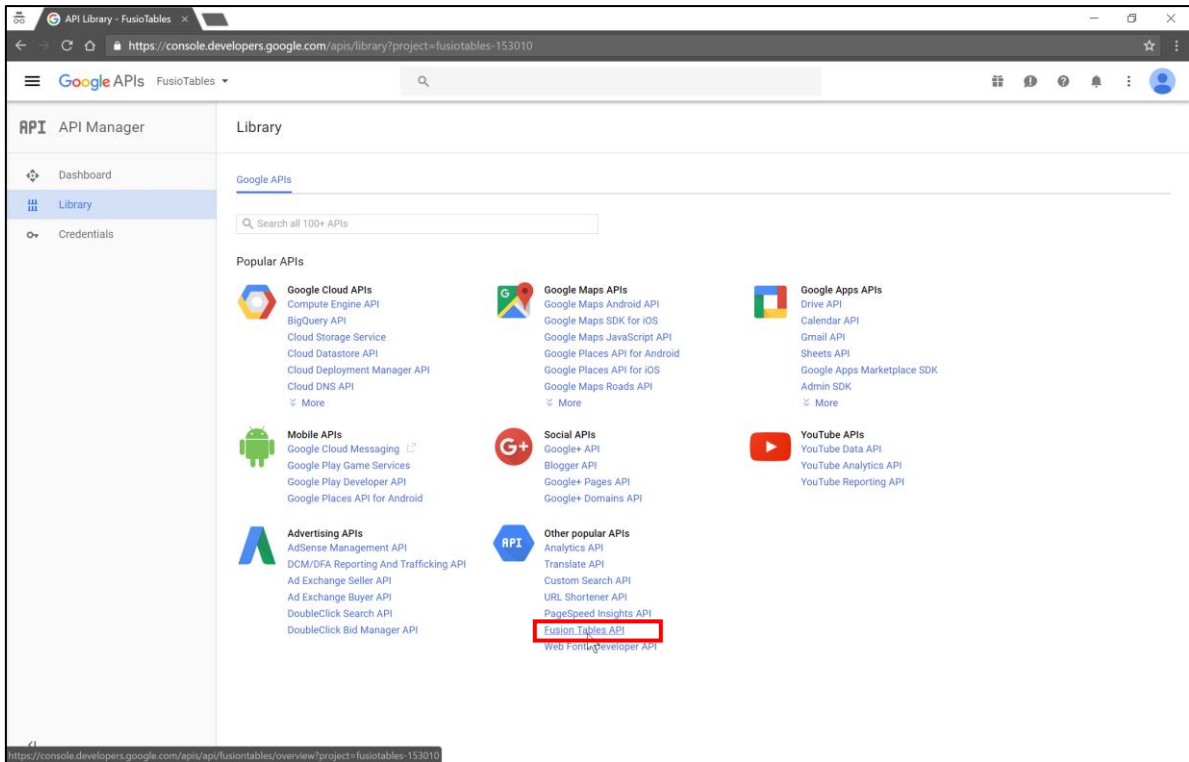 API Library - FusioTables
https://console.developers.google.com/apis/library?project=fusiotables-153010
Google APIs FusioTables
API API Manager
Library
Dashboard
Library
Credentials
Google APIs
Search all 100+ APIs
Popular APIs
Google Cloud APIs
Compute Engine API
BigQuery API
Cloud Storage Service
Cloud Datastore API
Cloud Deployment Manager API
Cloud DNS API
More
Google Maps APIs
Google Maps Android API
Google Maps SDK for iOS
Google Maps JavaScript API
Google Places API for Android
Google Places API for iOS
Google Maps Roads API
More
Google Apps APIs
Drive API
Calendar API
Gmail API
Sheets API
Google Apps Marketplace SDK
Admin SDK
More
Mobile APIs
Google Cloud Messaging
Google Play Game Services
Google Play Developer API
Google Places API for Android
G+
Social APIs
Google+ API
Blogger API
Google+ Pages API
Google+ Domains API
YouTube APIs
YouTube Data API
YouTube Analytics API
YouTube Reporting API
Advertising APIs
AdSense Management API
DCM/DFA Reporting And Trafficking API
Ad Exchange Seller API
Ad Exchange Buyer API
DoubleClick Search API
DoubleClick Bid Manager API
API
Other popular APIs
Analytics API
Translate API
Custom Search API
URL Shortener API
PageSpeed Insights API
Fusion Tables API
Web Fonts Developer API
https://console.developers.google.com/apis/api/fusiontables/overview?project=fusiotables-153010